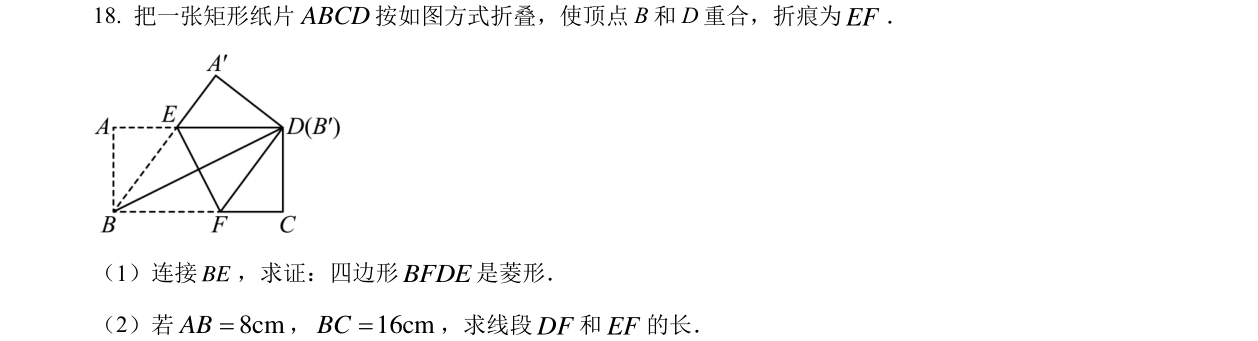 18. 把一张矩形纸片 ABCD 按如图方式折叠，使顶点 B 和 D 重合，折痕为 EF．
A'
E
A
D(B')
B
F
C
（1）连接 BE，求证：四边形 BFDE 是菱形．
（2）若 AB = 8cm，BC = 16cm，求线段 DF 和 EF 的长．